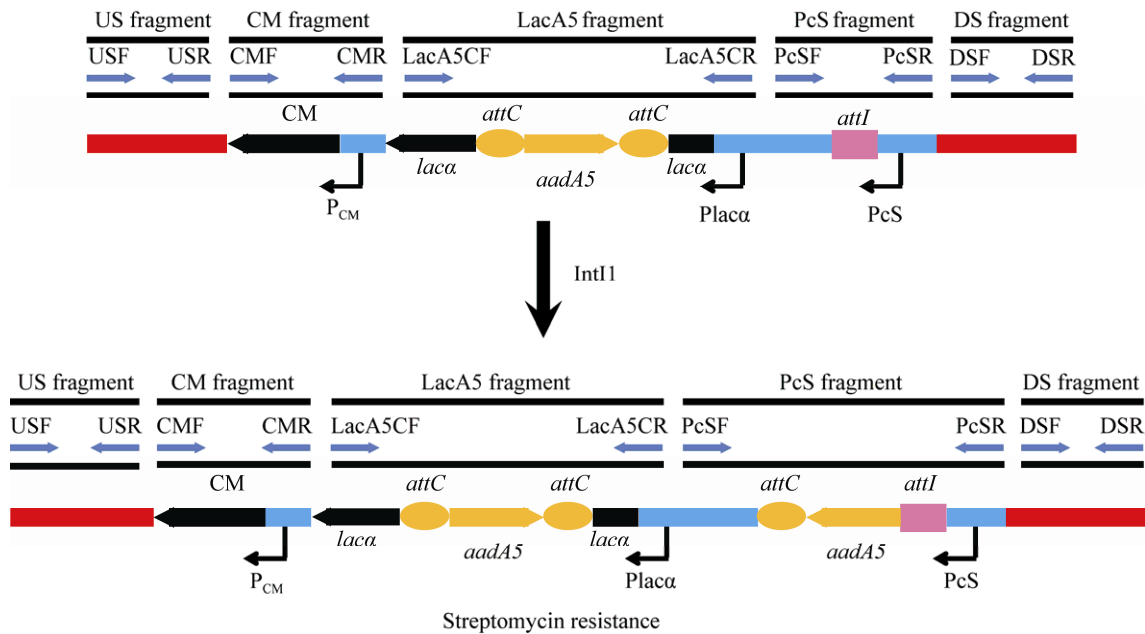 US fragment CM fragment LacA5 fragment PcS fragment DS fragment
USF USR CMF CMR LacA5CF LacA5CR PcSF PcSR DSF DSR
CM attC attC attI
lacα aadA5 lacα
PCM Placα PcS
IntI1
US fragment CM fragment LacA5 fragment PcS fragment DS fragment
USF USR CMF CMR LacA5CF LacA5CR PcSF PcSR DSF DSR
CM attC attC attC attI
lacα aadA5 lacα aadA5
PCM Placα PcS
Streptomycin resistance